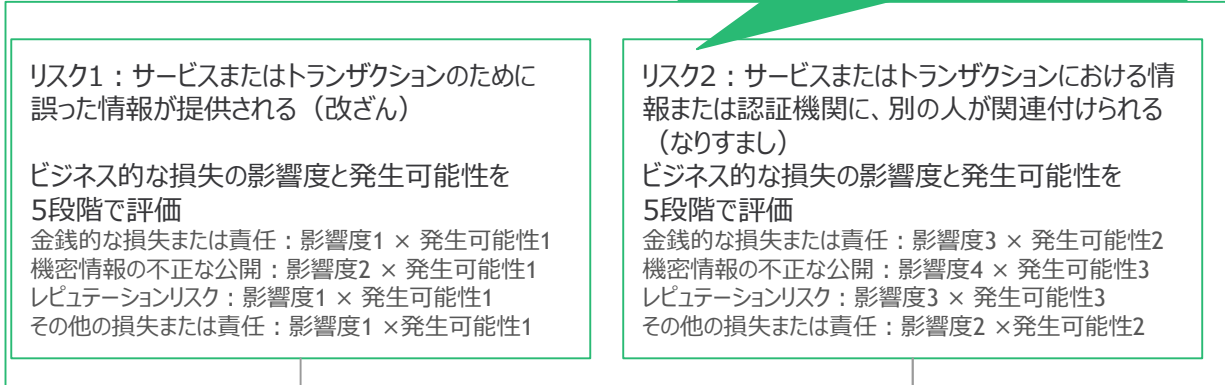 リスク1：サービスまたはトランザクションのために
誤った情報が提供される（改ざん）
ビジネス的な損失の影響度と発生可能性を
5段階で評価
金銭的な損失または責任：影響度1 × 発生可能性1
機密情報の不正な公開：影響度2 × 発生可能性1
レピュテーションリスク：影響度1 × 発生可能性1
その他の損失または責任：影響度1 ×発生可能性1
リスク2：サービスまたはトランザクションにおける情
報または認証機関に、別の人が関連付けられる
（なりすまし）
ビジネス的な損失の影響度と発生可能性を
5段階で評価
金銭的な損失または責任：影響度3 × 発生可能性2
機密情報の不正な公開：影響度4 × 発生可能性3
レピュテーションリスク：影響度3 × 発生可能性3
その他の損失または責任：影響度2 ×発生可能性2